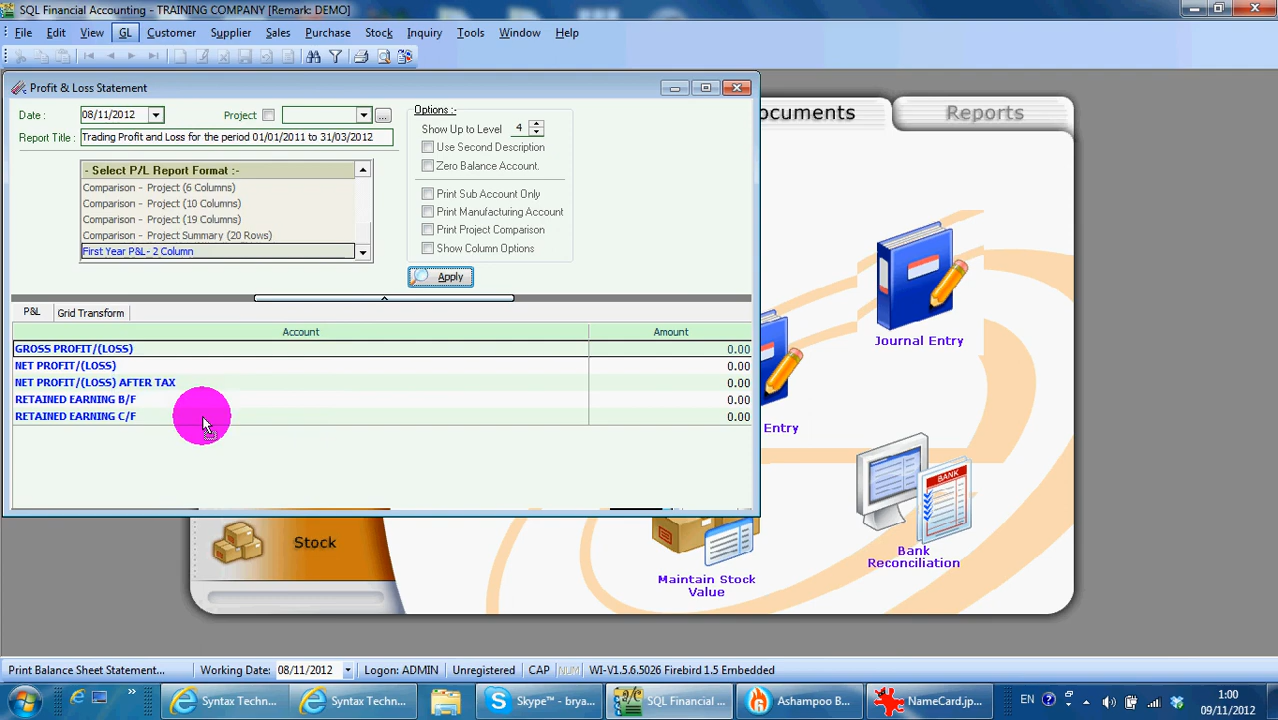 SQL Financial Accounting - TRAINING COMPANY [Remark: DEMO]
File Edit View GL Customer Supplier Sales Purchase Stock Inquiry Tools Window Help
Profit & Loss Statement
Date : 08/11/2012 Project
Report Title : Trading Profit and Loss for the period 01/01/2011 to 31/03/2012
- Select P/L Report Format :-
Comparison - Project (6 Columns)
Comparison - Project (10 Columns)
Comparison - Project (19 Columns)
Comparison - Project Summary (20 Rows)
First Year P&L- 2 Column
Options :-
Show Up to Level 4
Use Second Description
Zero Balance Account.
Print Sub Account Only
Print Manufacturing Account
Print Project Comparison
Show Column Options
Apply
P&L Grid Transform
Account Amount
GROSS PROFIT/(LOSS) 0.00
NET PROFIT/(LOSS) 0.00
NET PROFIT/(LOSS) AFTER TAX 0.00
RETAINED EARNING B/F 0.00
RETAINED EARNING C/F 0.00
ocuments Reports
Journal Entry
Entry
BANK
Bank
Reconciliation
Stock
Maintain Stock
Value
Print Balance Sheet Statement... Working Date: 08/11/2012 Logon: ADMIN Unregistered CAP NUM WI-V1.5.6.5026 Firebird 1.5 Embedded
Syntax Techn... Syntax Techn... Skype™ - brya... SQL Financial ... Ashampoo B... NameCard.jp... EN 1:00
09/11/2012